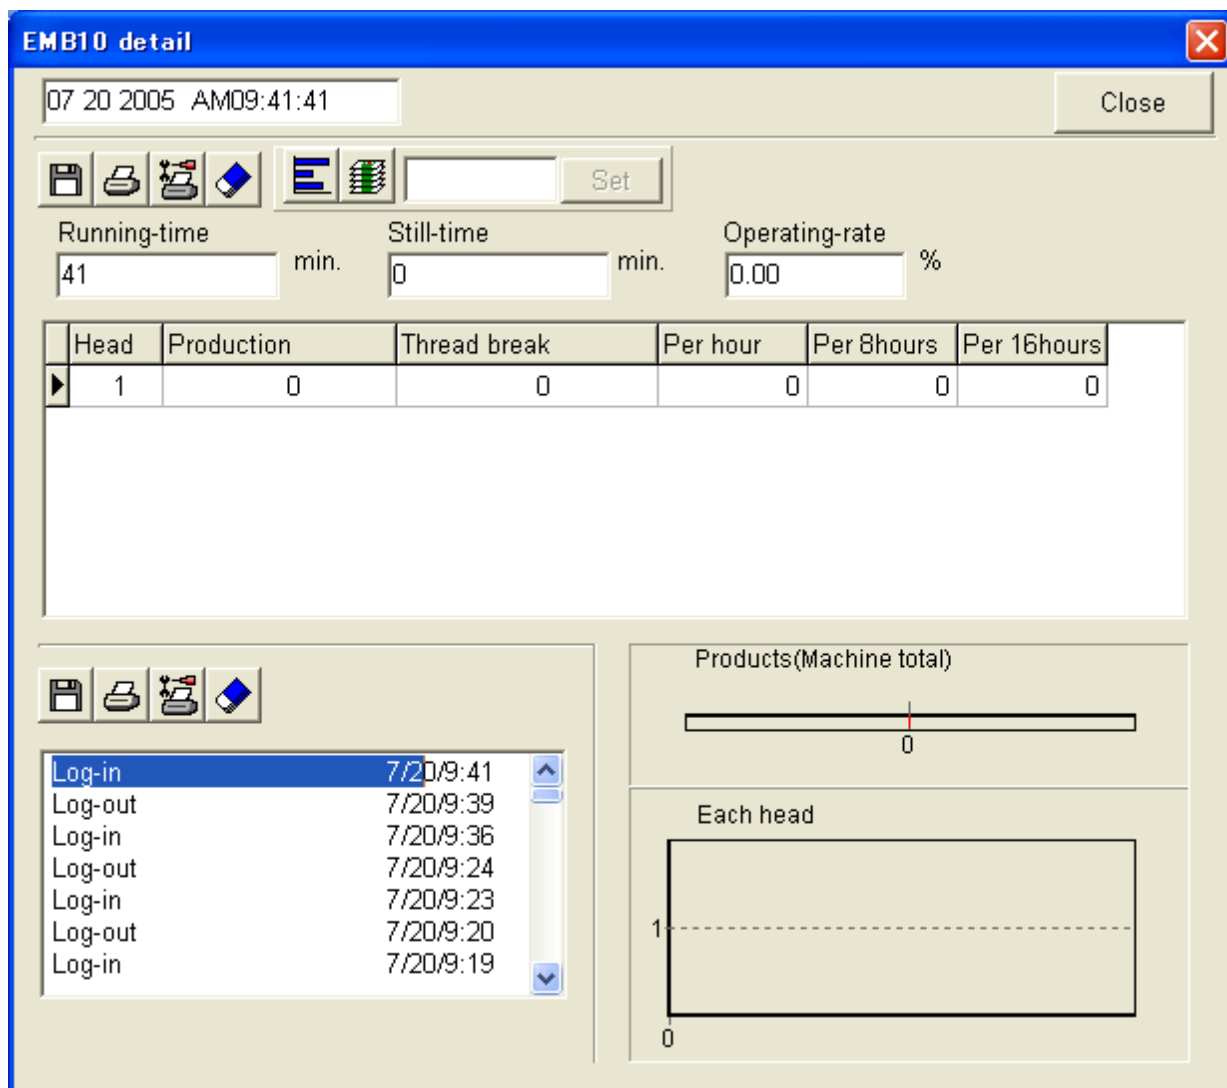 EMB10 detail
07 20 2005 AM09:41:41
Close
Set
Running-time
Still-time
Operating-rate
41 min.
0 min.
0.00 %
Head Production Thread break Per hour Per 8hours Per 16hours
1 0 0 0 0 0
Log-in 7/20/9:41
Log-out 7/20/9:39
Log-in 7/20/9:36
Log-out 7/20/9:24
Log-in 7/20/9:23
Log-out 7/20/9:20
Log-in 7/20/9:19
Products(Machine total)
0
Each head
1
0